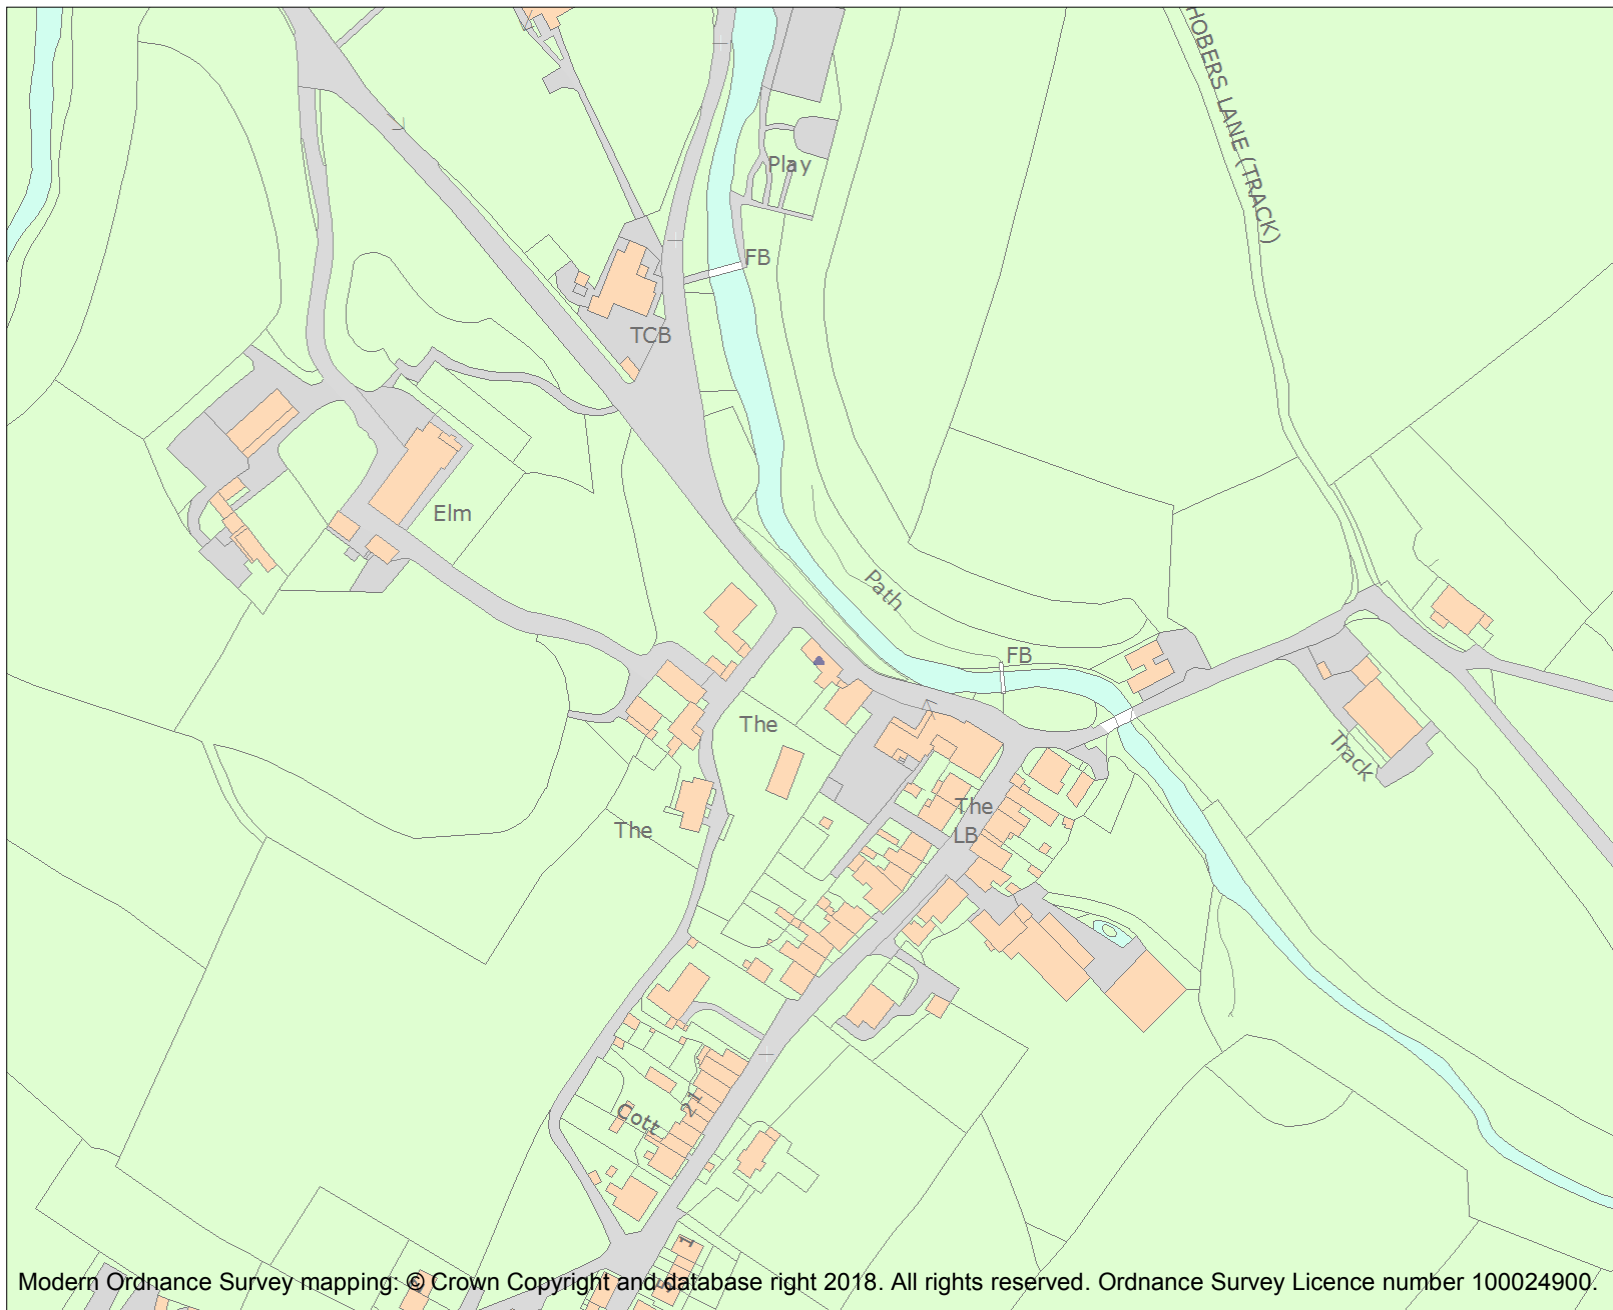 HOBERS LANE (TRACK)
Play
FB
TCB
Elm
Path
FB
The
Track
The
The
LB
21
Cott
1
Modern Ordnance Survey mapping: © Crown Copyright and database right 2018. All rights reserved. Ordnance Survey Licence number 100024900.